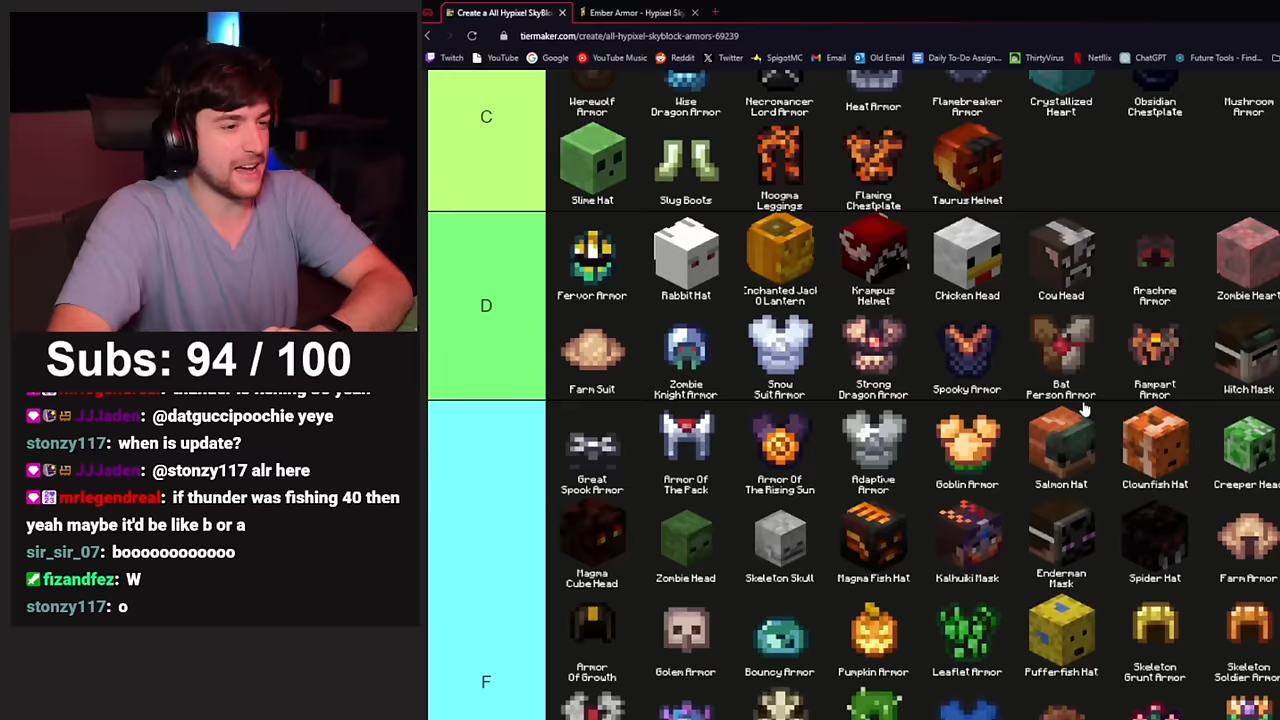 Create a All Hypixel SkyBlo
Ember Armor - Hypixel Sky
tiermaker.com/create/all-hypixel-skyblock-armors-69239
Twitch YouTube Google YouTube Music Reddit Twitter SpigotMC Email Old Email Daily To-Do Assign... ThirtyVirus Netflix ChatGPT Future Tools - Find...
C
Werewolf Armor
Wise Dragon Armor
Necromancer Lord Armor
Heat Armor
Flamebreaker Armor
Crystallized Heart
Obsidian Chestplate
Mushroom Armor
Slime Hat
Slug Boots
Moogma Leggings
Flaming Chestplate
Taurus Helmet
D
Fervor Armor
Rabbit Hat
Enchanted Jack O Lantern
Krampus Helmet
Chicken Head
Cow Head
Arachne Armor
Zombie Heart
Farm Suit
Zombie Knight Armor
Snow Suit Armor
Strong Dragon Armor
Spooky Armor
Bat Person Armor
Rampart Armor
Witch Mask
F
Great Spook Armor
Armor Of The Pack
Armor Of The Rising Sun
Adaptive Armor
Goblin Armor
Salmon Hat
Clownfish Hat
Creeper Head
Magma Cube Head
Zombie Head
Skeleton Skull
Magma Fish Hat
Kalhuiki Mask
Enderman Mask
Spider Hat
Farm Armor
Armor Of Growth
Golem Armor
Bouncy Armor
Pumpkin Armor
Leaflet Armor
Pufferfish Hat
Skeleton Grunt Armor
Skeleton Soldier Armor
Subs: 94 / 100
JJJaden: @datguccipoochie yeye
stonzy117: when is update?
JJJaden: @stonzy117 alr here
mrlegendreal: if thunder was fishing 40 then
yeah maybe it'd be like b or a
sir_sir_07: boooooooooooo
fizandfez: W
stonzy117: o